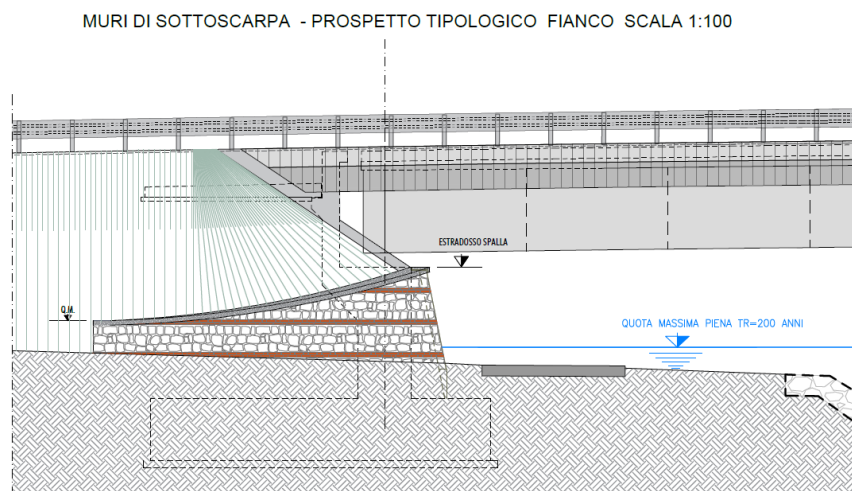 MURI DI SOTTOSCARPA - PROSPETTO TIPOLOGICO FIANCO SCALA 1:100
ESTRADOSSO SPALLA
Q.M.
QUOTA MASSIMA PIENA TR=200 ANNI